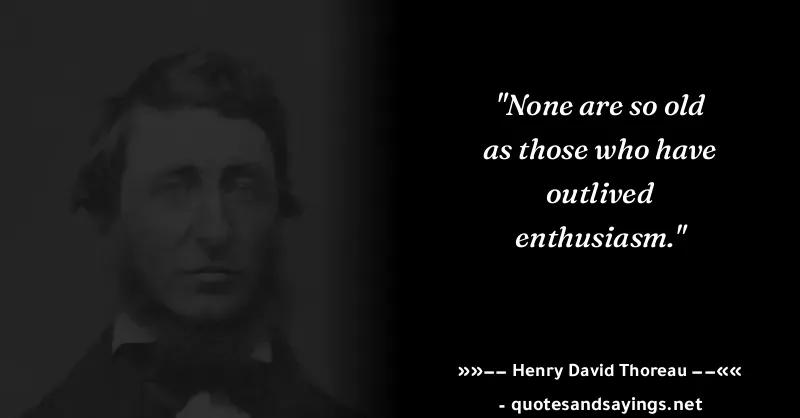 "None are so old
as those who have
outlived
enthusiasm."
»»–– Henry David Thoreau ––««
- quotesandsayings.net